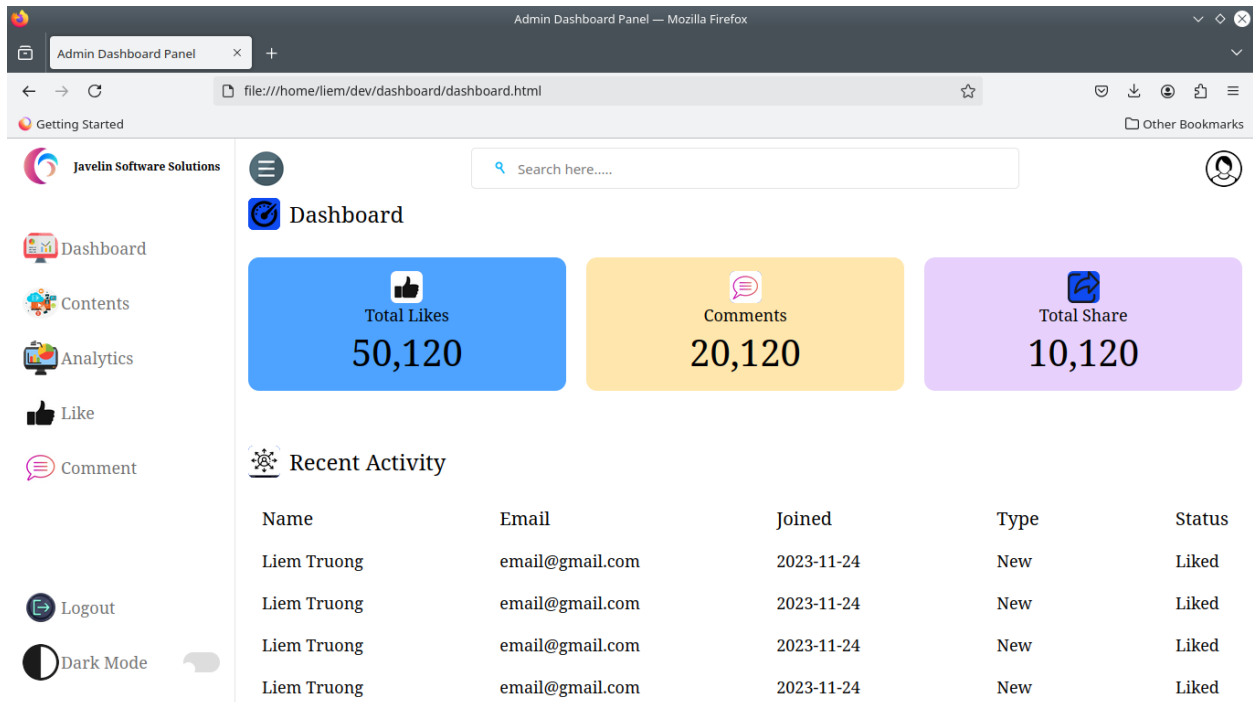 Admin Dashboard Panel — Mozilla Firefox
Admin Dashboard Panel
file:///home/liem/dev/dashboard/dashboard.html
Getting Started
Other Bookmarks
Javelin Software Solutions
Search here.....
Dashboard
Contents
Analytics
Like
Comment
Logout
Dark Mode
Dashboard
Total Likes
50,120
Comments
20,120
Total Share
10,120
Recent Activity
Name Email Joined Type Status
Liem Truong email@gmail.com 2023-11-24 New Liked
Liem Truong email@gmail.com 2023-11-24 New Liked
Liem Truong email@gmail.com 2023-11-24 New Liked
Liem Truong email@gmail.com 2023-11-24 New Liked